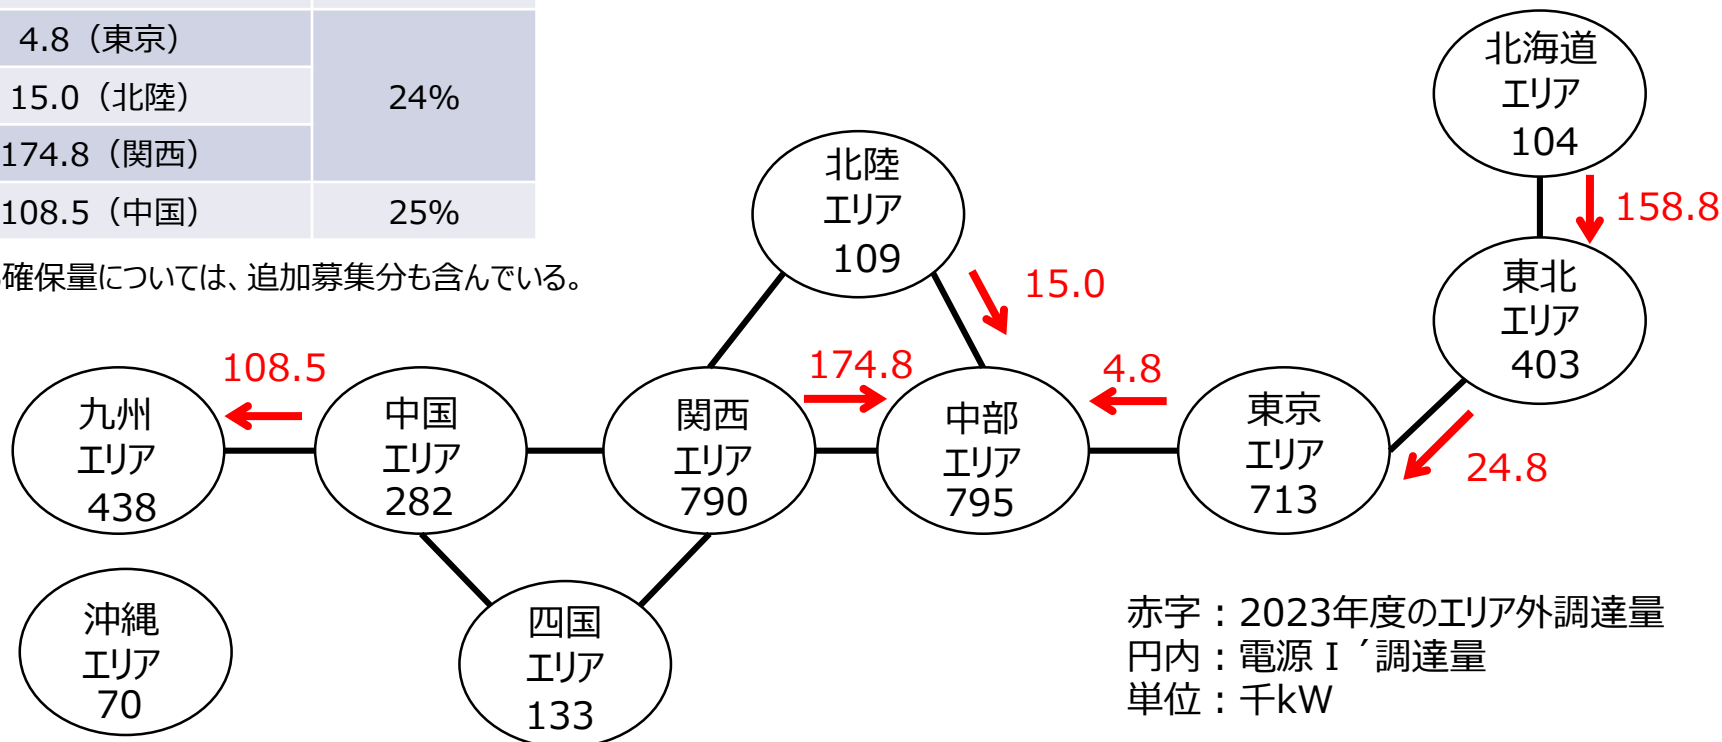 4.8（東京）
15.0（北陸）
24%
174.8（関西）
108.5（中国）
25%
確保量については、追加募集分も含んでいる。
北海道
エリア
104
158.8
北陸
エリア
109
15.0
東北
エリア
403
24.8
108.5
174.8
4.8
九州
エリア
438
中国
エリア
282
関西
エリア
790
中部
エリア
795
東京
エリア
713
沖縄
エリア
70
四国
エリア
133
赤字：2023年度のエリア外調達量
円内：電源Ⅰ´調達量
単位：千kW